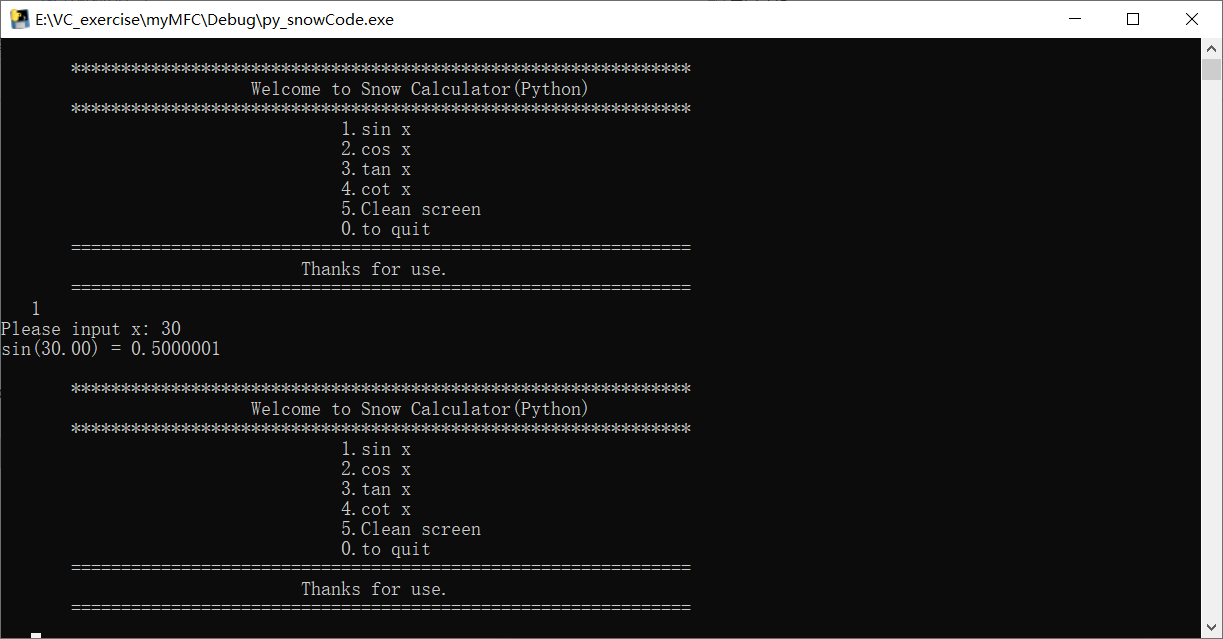 E:\VC_exercise\myMFC\Debug\py_snowCode.exe
**************************************************************
Welcome to Snow Calculator(Python)
**************************************************************
1.sin x
2.cos x
3.tan x
4.cot x
5.Clean screen
0.to quit
==============================================================
Thanks for use.
==============================================================
1
Please input x: 30
sin(30.00) = 0.5000001
**************************************************************
Welcome to Snow Calculator(Python)
**************************************************************
1.sin x
2.cos x
3.tan x
4.cot x
5.Clean screen
0.to quit
==============================================================
Thanks for use.
==============================================================